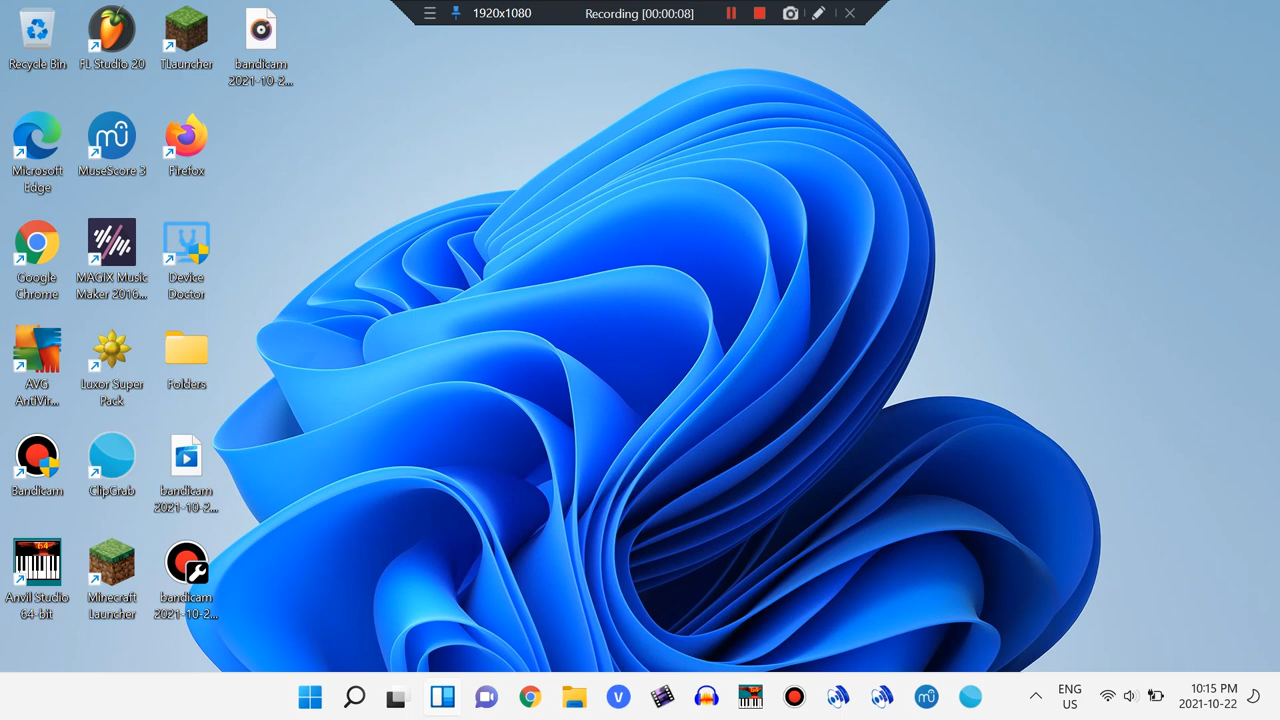 1920x1080
Recording [00:00:08]
Recycle Bin
FL Studio 20
TLauncher
bandicam
2021-10-2...
Microsoft
Edge
MuseScore 3
Firefox
Google
Chrome
MAGIX Music
Maker 2016...
Device
Doctor
AVG
AntiVir...
Luxor Super
Pack
Folders
Bandicam
ClipGrab
bandicam
2021-10-2...
64
Anvil Studio
64-bit
Minecraft
Launcher
bandicam
2021-10-2...
V
ENG
US
10:15 PM
2021-10-22